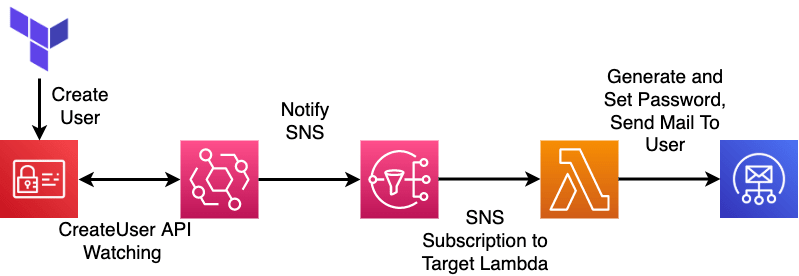 Create
User
CreateUser API
Watching
Notify
SNS
SNS
Subscription to
Target Lambda
Generate and
Set Password,
Send Mail To
User